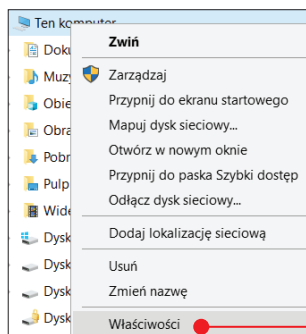 Ten komputer
Zwiń
Doku
Zarządzaj
Muzy
Przypnij do ekranu startowego
Obie
Mapuj dysk sieciowy...
Obra
Otwórz w nowym oknie
Pobr
Przypnij do paska Szybki dostęp
Pulp
Odłącz dysk sieciowy...
Wide
Dodaj lokalizację sieciową
Dysk
Dysk
Usuń
Dysk
Zmień nazwę
Dysk
Właściwości